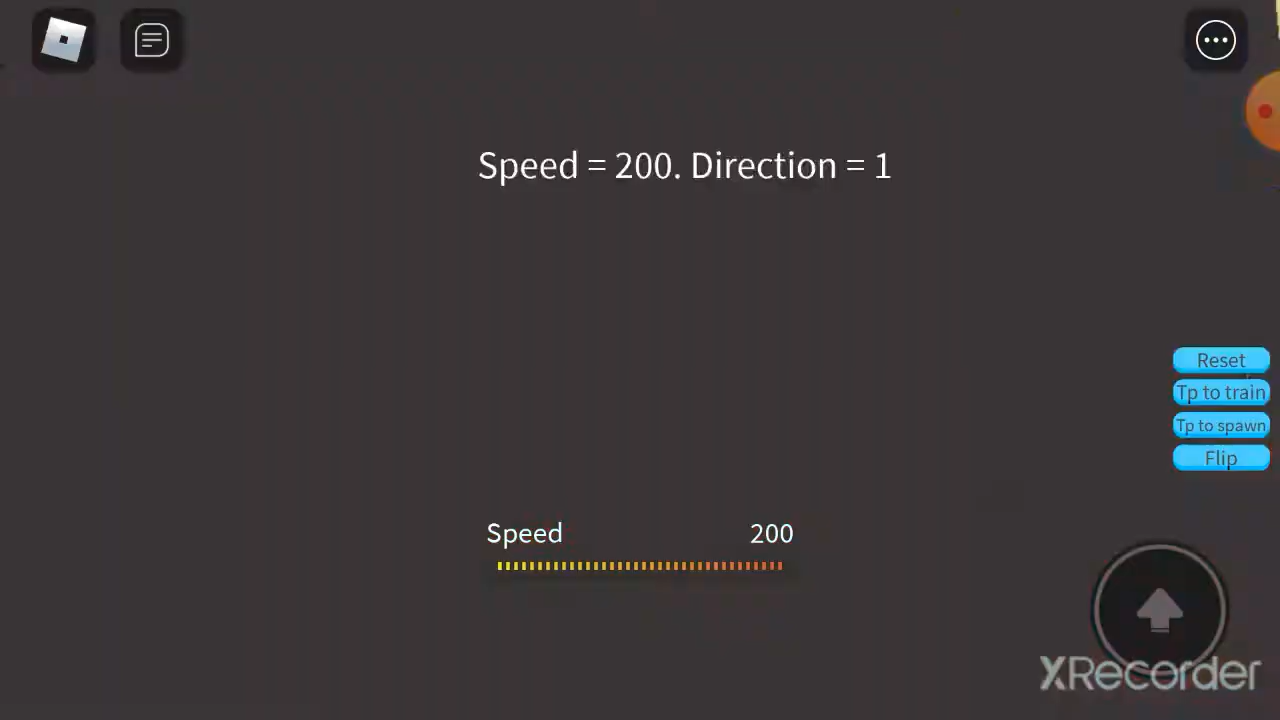 Speed = 200. Direction = 1
Reset
Tp to train
Tp to spawn
Flip
Speed 200
XRecorder